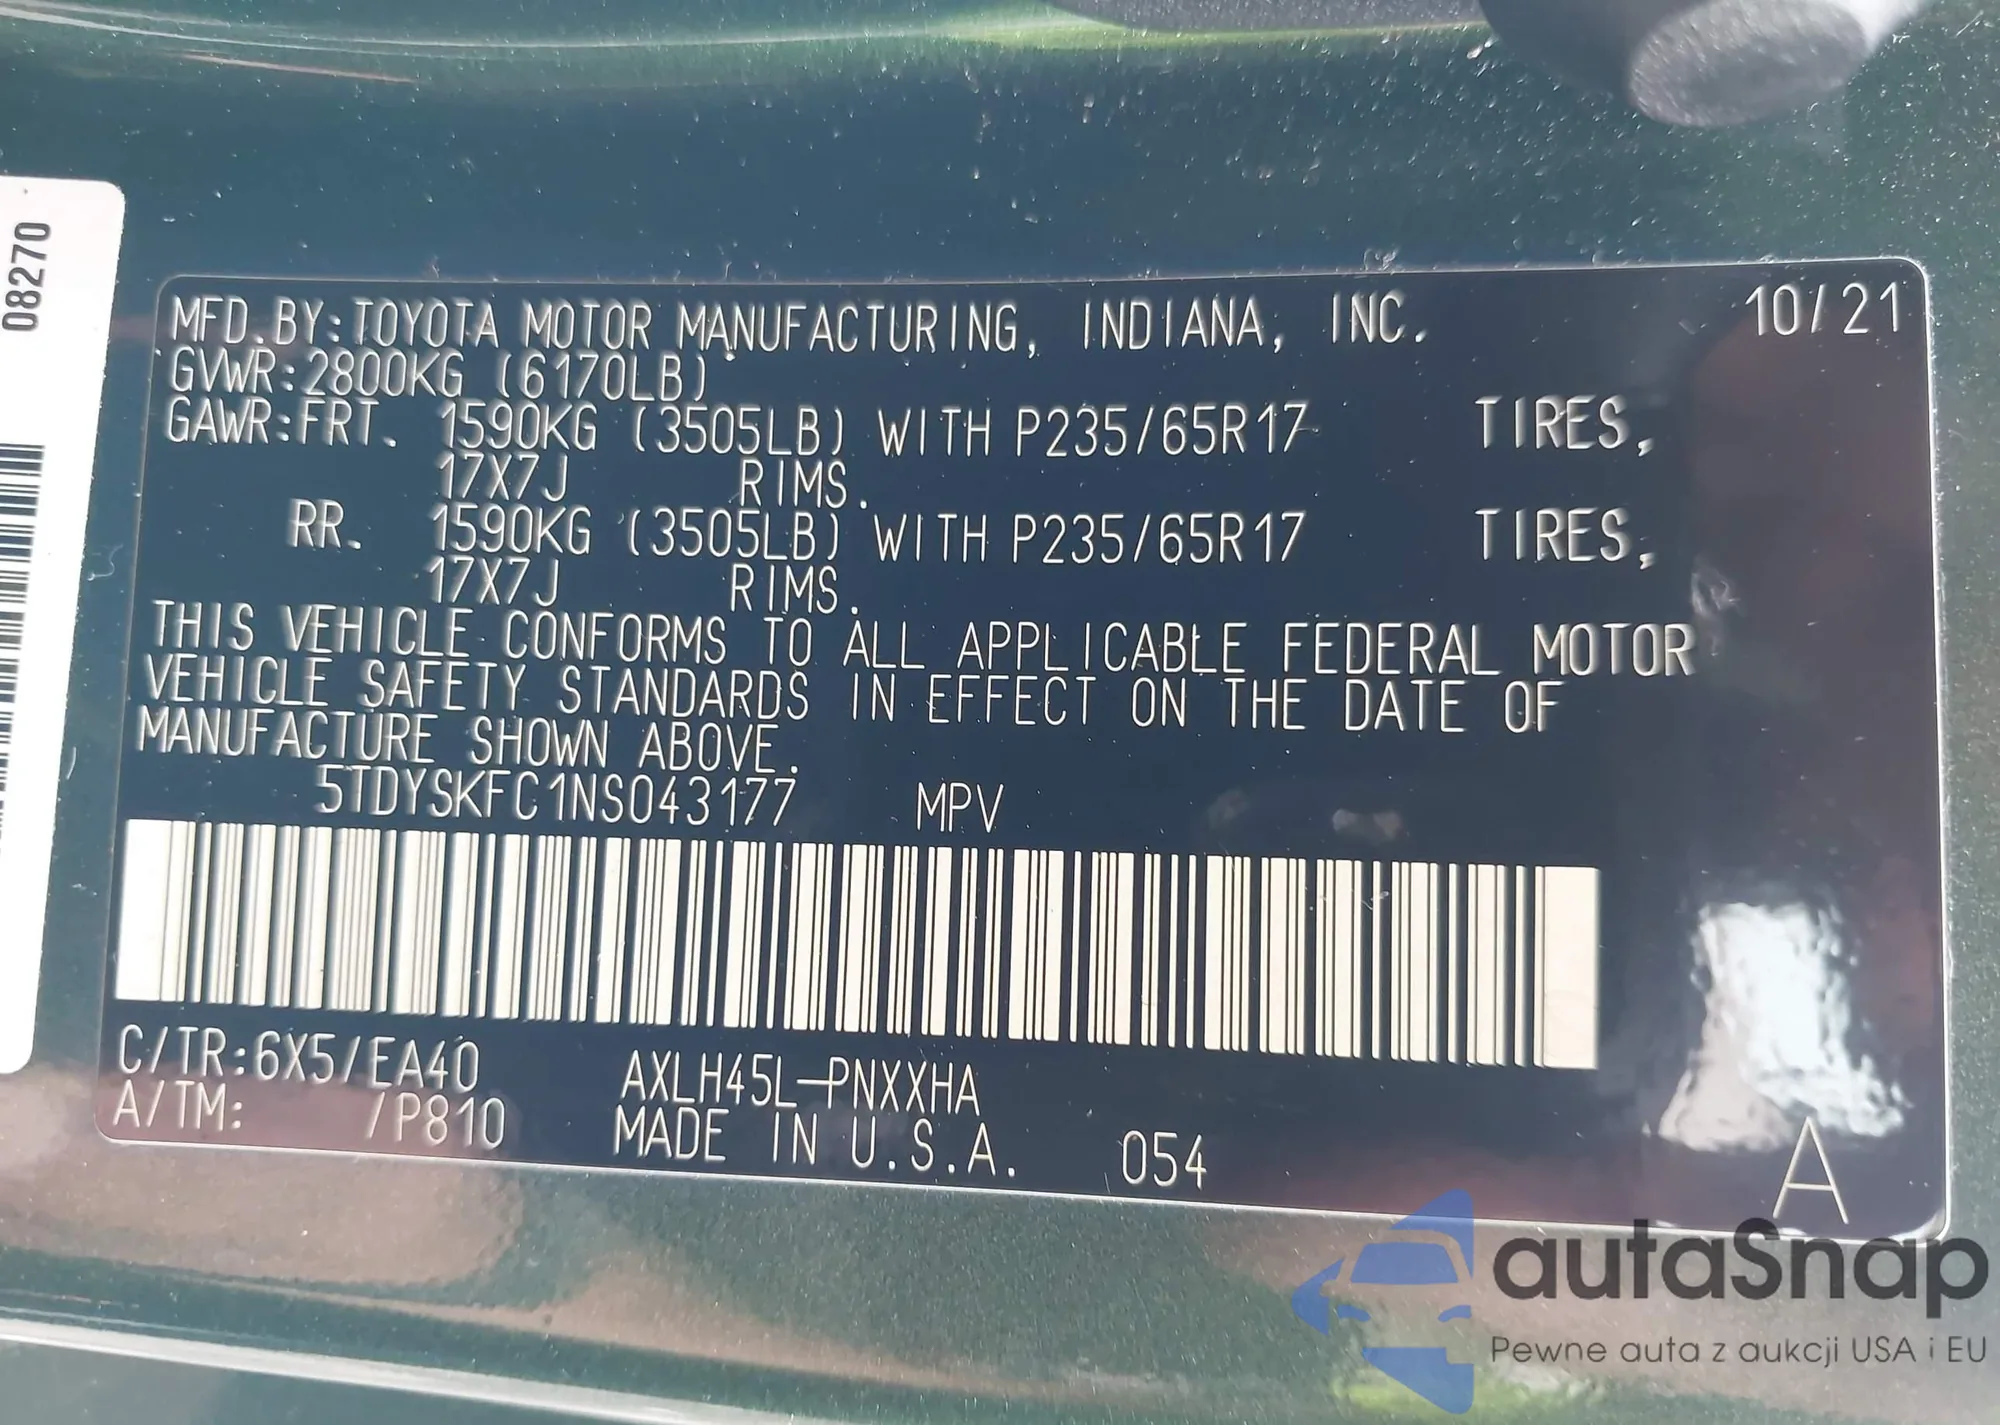 08270
MFD.BY:TOYOTA MOTOR MANUFACTURING, INDIANA, INC. 10/21
GVWR:2800KG (6170LB)
GAWR:FRT. 1590KG (3505LB) WITH P235/65R17 TIRES,
17X7J RIMS.
RR. 1590KG (3505LB) WITH P235/65R17 TIRES,
17X7J RIMS.
THIS VEHICLE CONFORMS TO ALL APPLICABLE FEDERAL MOTOR
VEHICLE SAFETY STANDARDS IN EFFECT ON THE DATE OF
MANUFACTURE SHOWN ABOVE.
5TDYSKFC1NS043177 MPV
C/TR:6X5/EA40 AXLH45L-PNXXHA
A/TM: /P810 MADE IN U.S.A. 054 A
autaSnap
Pewne auta z aukcji USA i EU